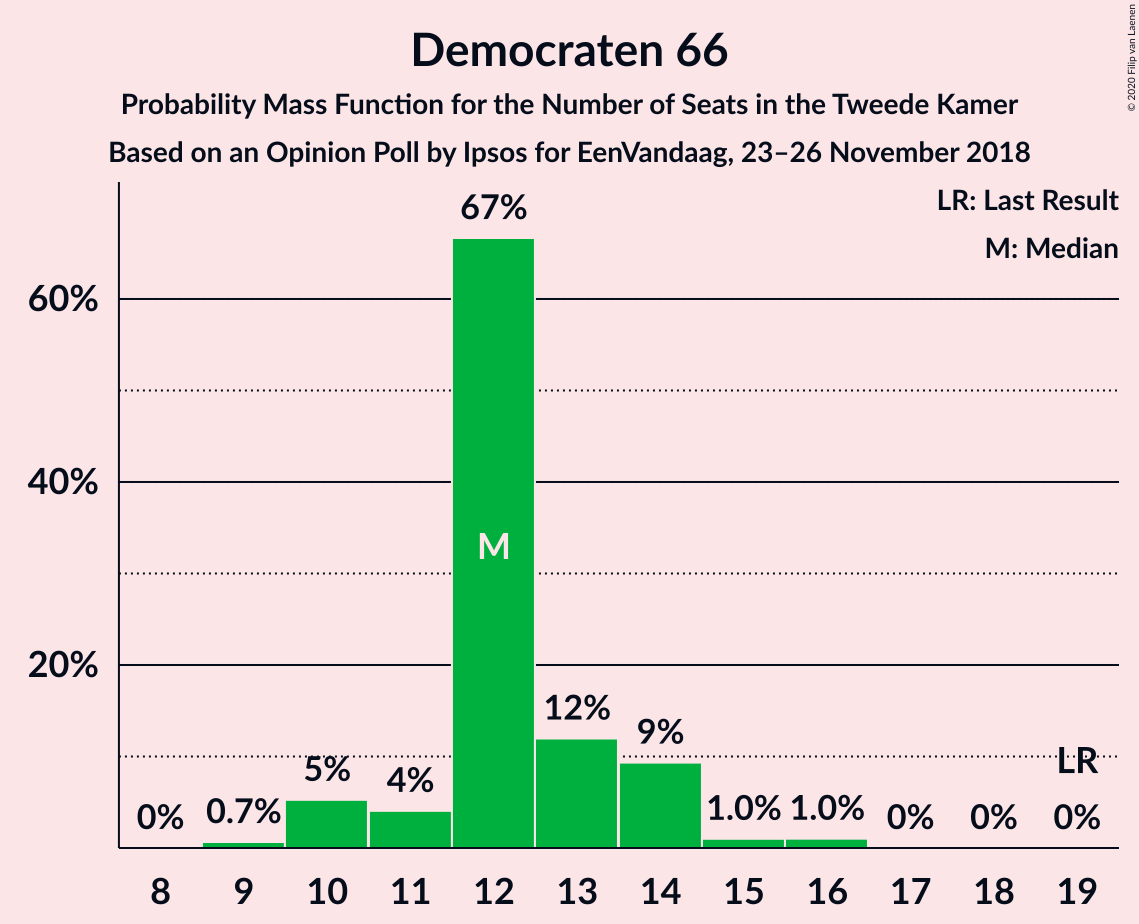 Democraten 66
Probability Mass Function for the Number of Seats in the Tweede Kamer
Based on an Opinion Poll by Ipsos for EenVandaag, 23–26 November 2018
© 2020 Filip van Laenen
LR: Last Result
M: Median
60%
40%
20%
0%
0.7%
5%
4%
67%
M
12%
9%
1.0%
1.0%
0%
0%
LR
0%
8 9 10 11 12 13 14 15 16 17 18 19